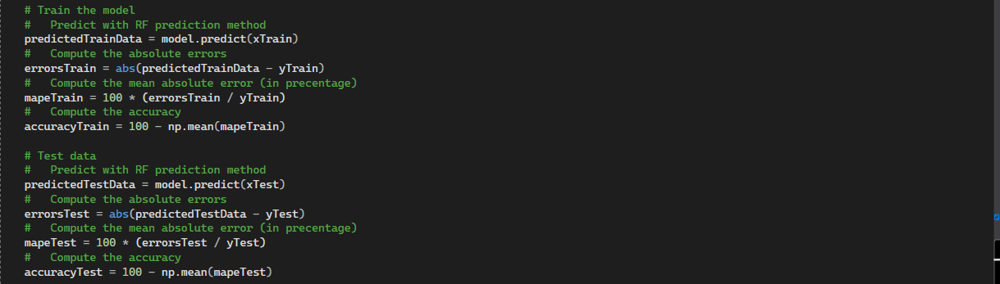 # Train the model
#   Predict with RF prediction method
predictedTrainData = model.predict(xTrain)
#   Compute the absolute errors
errorsTrain = abs(predictedTrainData - yTrain)
#   Compute the mean absolute error (in precentage)
mapeTrain = 100 * (errorsTrain / yTrain)
#   Compute the accuracy
accuracyTrain = 100 - np.mean(mapeTrain)

# Test data
#   Predict with RF prediction method
predictedTestData = model.predict(xTest)
#   Compute the absolute errors
errorsTest = abs(predictedTestData - yTest)
#   Compute the mean absolute error (in precentage)
mapeTest = 100 * (errorsTest / yTest)
#   Compute the accuracy
accuracyTest = 100 - np.mean(mapeTest)